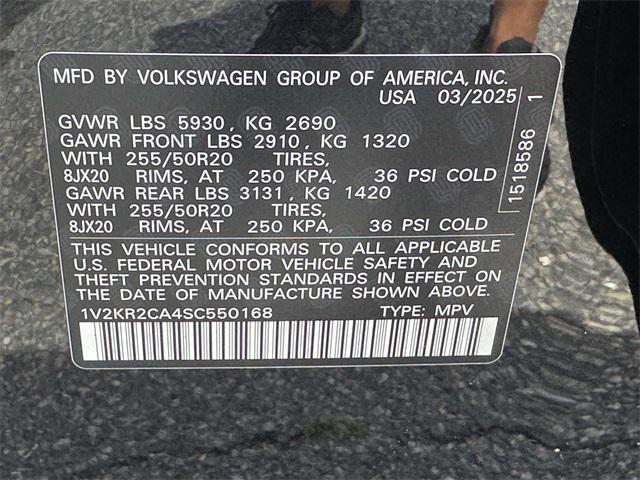 MFD BY VOLKSWAGEN GROUP OF AMERICA, INC.
USA 03/2025
GVWR LBS 5930, KG 2690
GAWR FRONT LBS 2910, KG 1320
WITH 255/50R20 TIRES,
8JX20 RIMS, AT 250 KPA, 36 PSI COLD
GAWR REAR LBS 3131, KG 1420
WITH 255/50R20 TIRES,
8JX20 RIMS, AT 250 KPA, 36 PSI COLD
THIS VEHICLE CONFORMS TO ALL APPLICABLE
U.S. FEDERAL MOTOR VEHICLE SAFETY AND
THEFT PREVENTION STANDARDS IN EFFECT ON
THE DATE OF MANUFACTURE SHOWN ABOVE.
1V2KR2CA4SC550168 TYPE: MPV
1518586 1